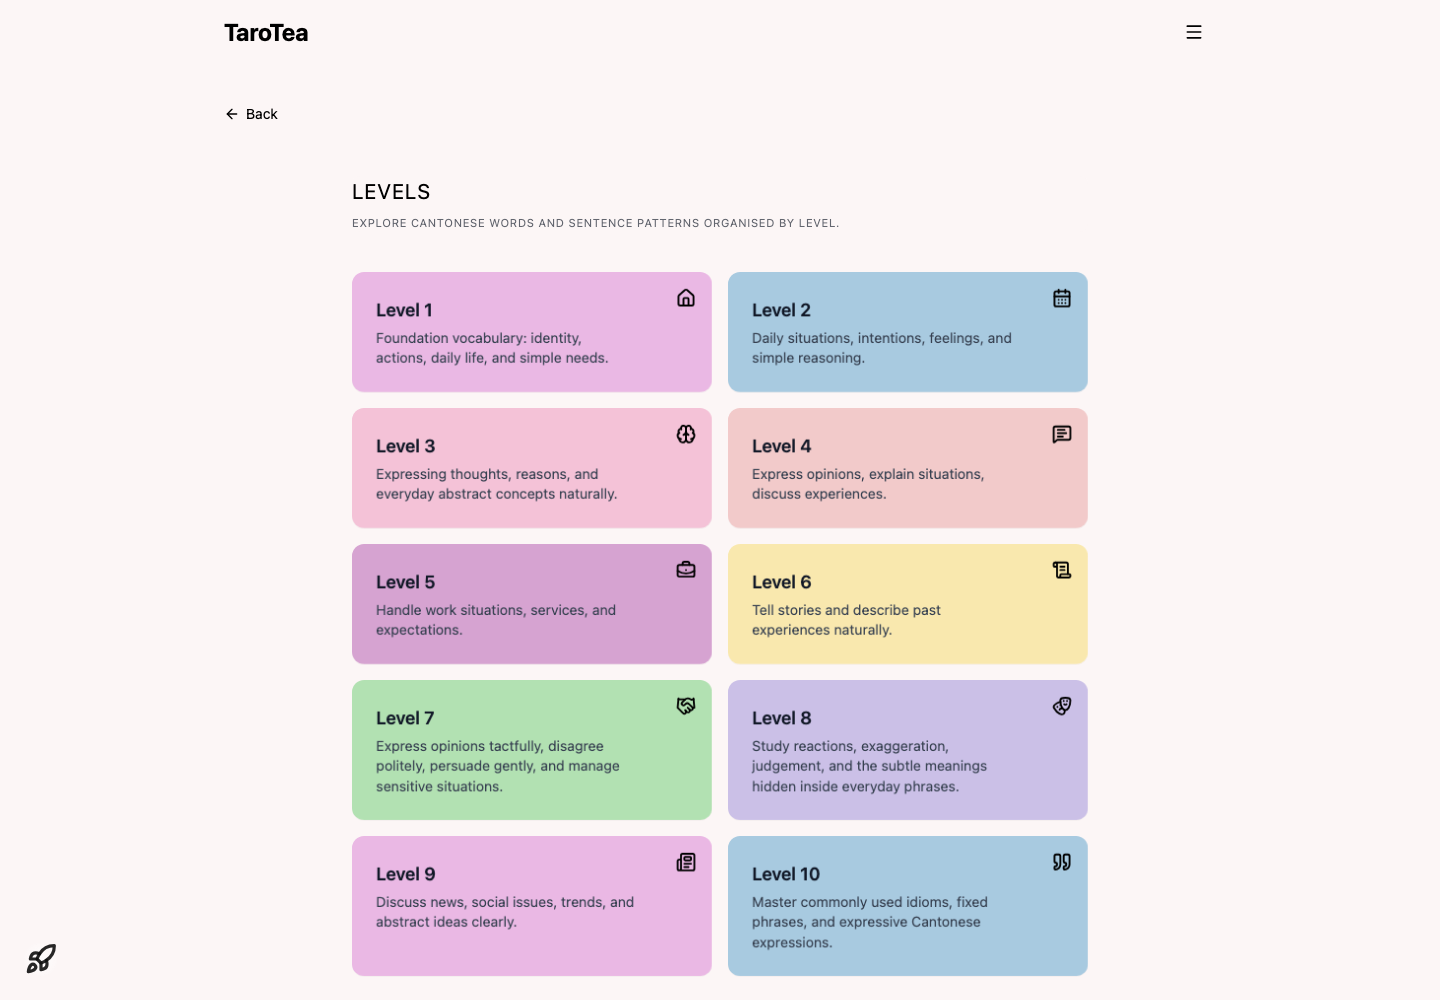 TaroTea
Back
LEVELS
EXPLORE CANTONESE WORDS AND SENTENCE PATTERNS ORGANISED BY LEVEL.
Level 1
Foundation vocabulary: identity,
actions, daily life, and simple needs.
Level 2
Daily situations, intentions, feelings, and
simple reasoning.
Level 3
Expressing thoughts, reasons, and
everyday abstract concepts naturally.
Level 4
Express opinions, explain situations,
discuss experiences.
Level 5
Handle work situations, services, and
expectations.
Level 6
Tell stories and describe past
experiences naturally.
Level 7
Express opinions tactfully, disagree
politely, persuade gently, and manage
sensitive situations.
Level 8
Study reactions, exaggeration,
judgement, and the subtle meanings
hidden inside everyday phrases.
Level 9
Discuss news, social issues, trends, and
abstract ideas clearly.
Level 10
Master commonly used idioms, fixed
phrases, and expressive Cantonese
expressions.